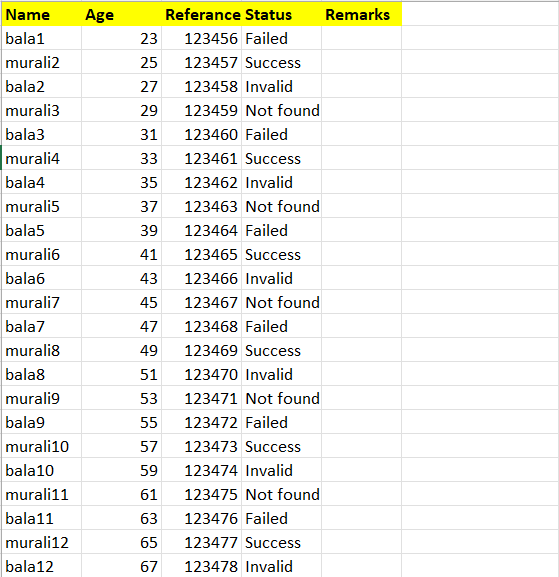 Name Age Referance Status Remarks
bala1 23 123456 Failed
murali2 25 123457 Success
bala2 27 123458 Invalid
murali3 29 123459 Not found
bala3 31 123460 Failed
murali4 33 123461 Success
bala4 35 123462 Invalid
murali5 37 123463 Not found
bala5 39 123464 Failed
murali6 41 123465 Success
bala6 43 123466 Invalid
murali7 45 123467 Not found
bala7 47 123468 Failed
murali8 49 123469 Success
bala8 51 123470 Invalid
murali9 53 123471 Not found
bala9 55 123472 Failed
murali10 57 123473 Success
bala10 59 123474 Invalid
murali11 61 123475 Not found
bala11 63 123476 Failed
murali12 65 123477 Success
bala12 67 123478 Invalid